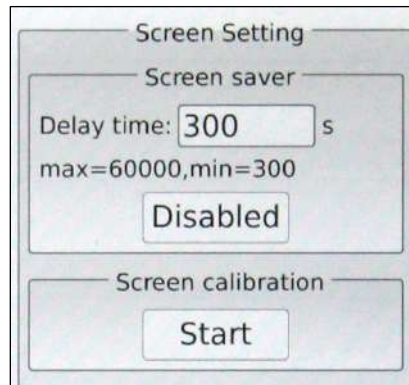 Screen Setting
Screen saver
Delay time: 300 s
max=60000,min=300
Disabled
Screen calibration
Start